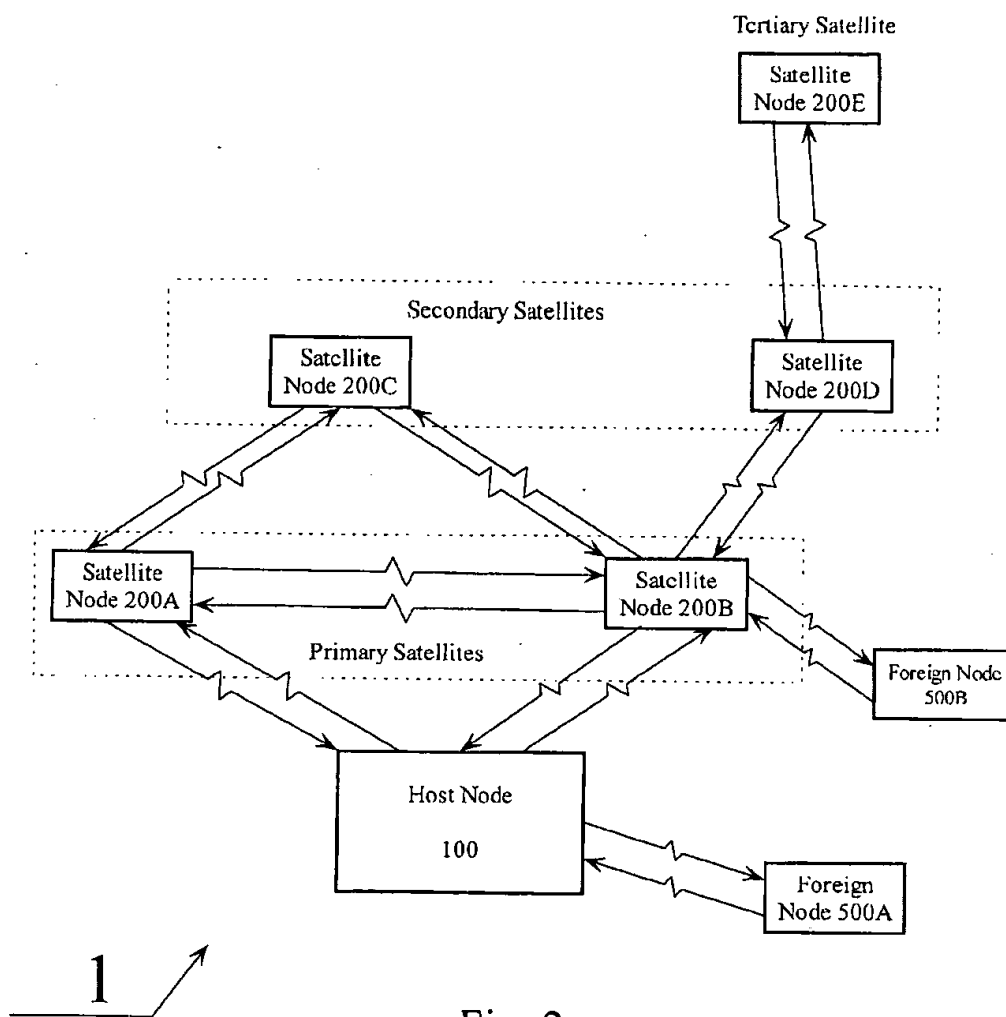 Tertiary Satellite
Satellite
Node 200E
Secondary Satellites
Satellite
Node 200C
Satellite
Node 200D
Satellite
Node 200A
Satellite
Node 200B
Primary Satellites
Foreign Node
500B
Host Node
100
Foreign
Node 500A
1